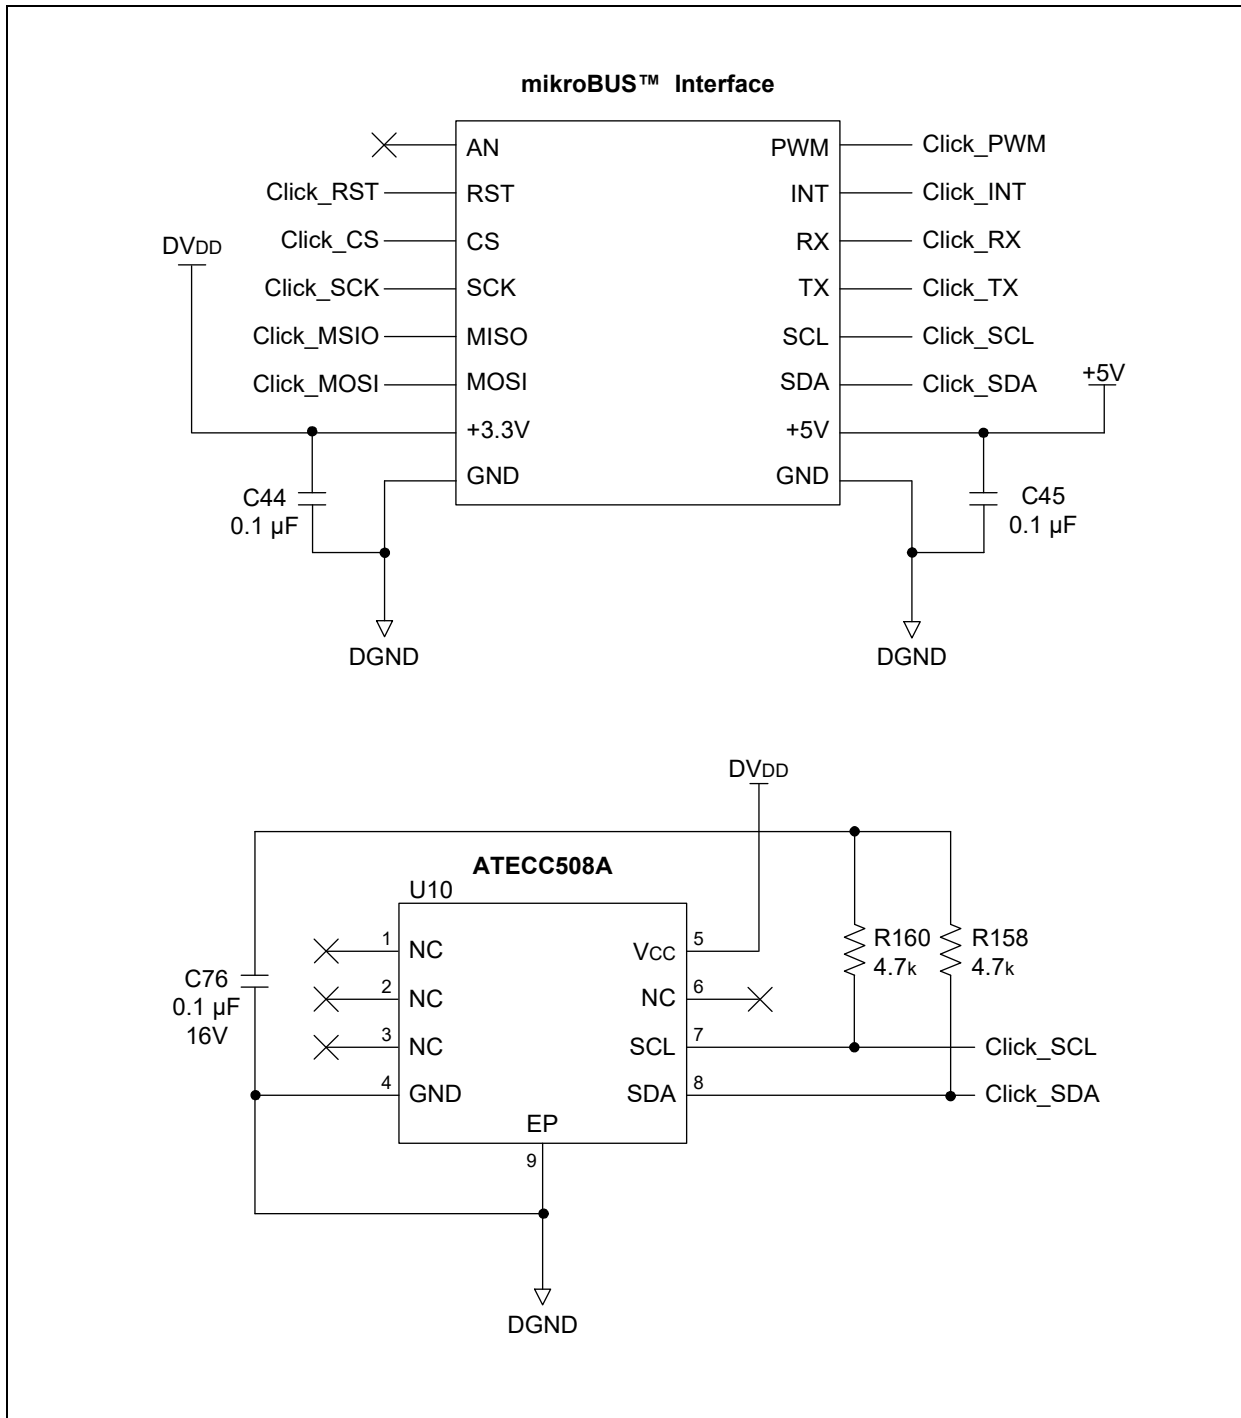 mikroBUS™ Interface
AN
PWM
Click_PWM
Click_RST
RST
INT
Click_INT
DVDD
Click_CS
CS
RX
Click_RX
Click_SCK
SCK
TX
Click_TX
Click_MSIO
MISO
SCL
Click_SCL
Click_MOSI
MOSI
SDA
Click_SDA
+5V
+3.3V
+5V
GND
GND
C44
0.1 µF
C45
0.1 µF
DGND
DGND
DVDD
ATECC508A
U10
1
NC
VCC
5
R160
4.7k
R158
4.7k
C76
0.1 µF
16V
2
NC
NC
6
3
NC
SCL
7
Click_SCL
4
GND
SDA
8
Click_SDA
EP
9
DGND